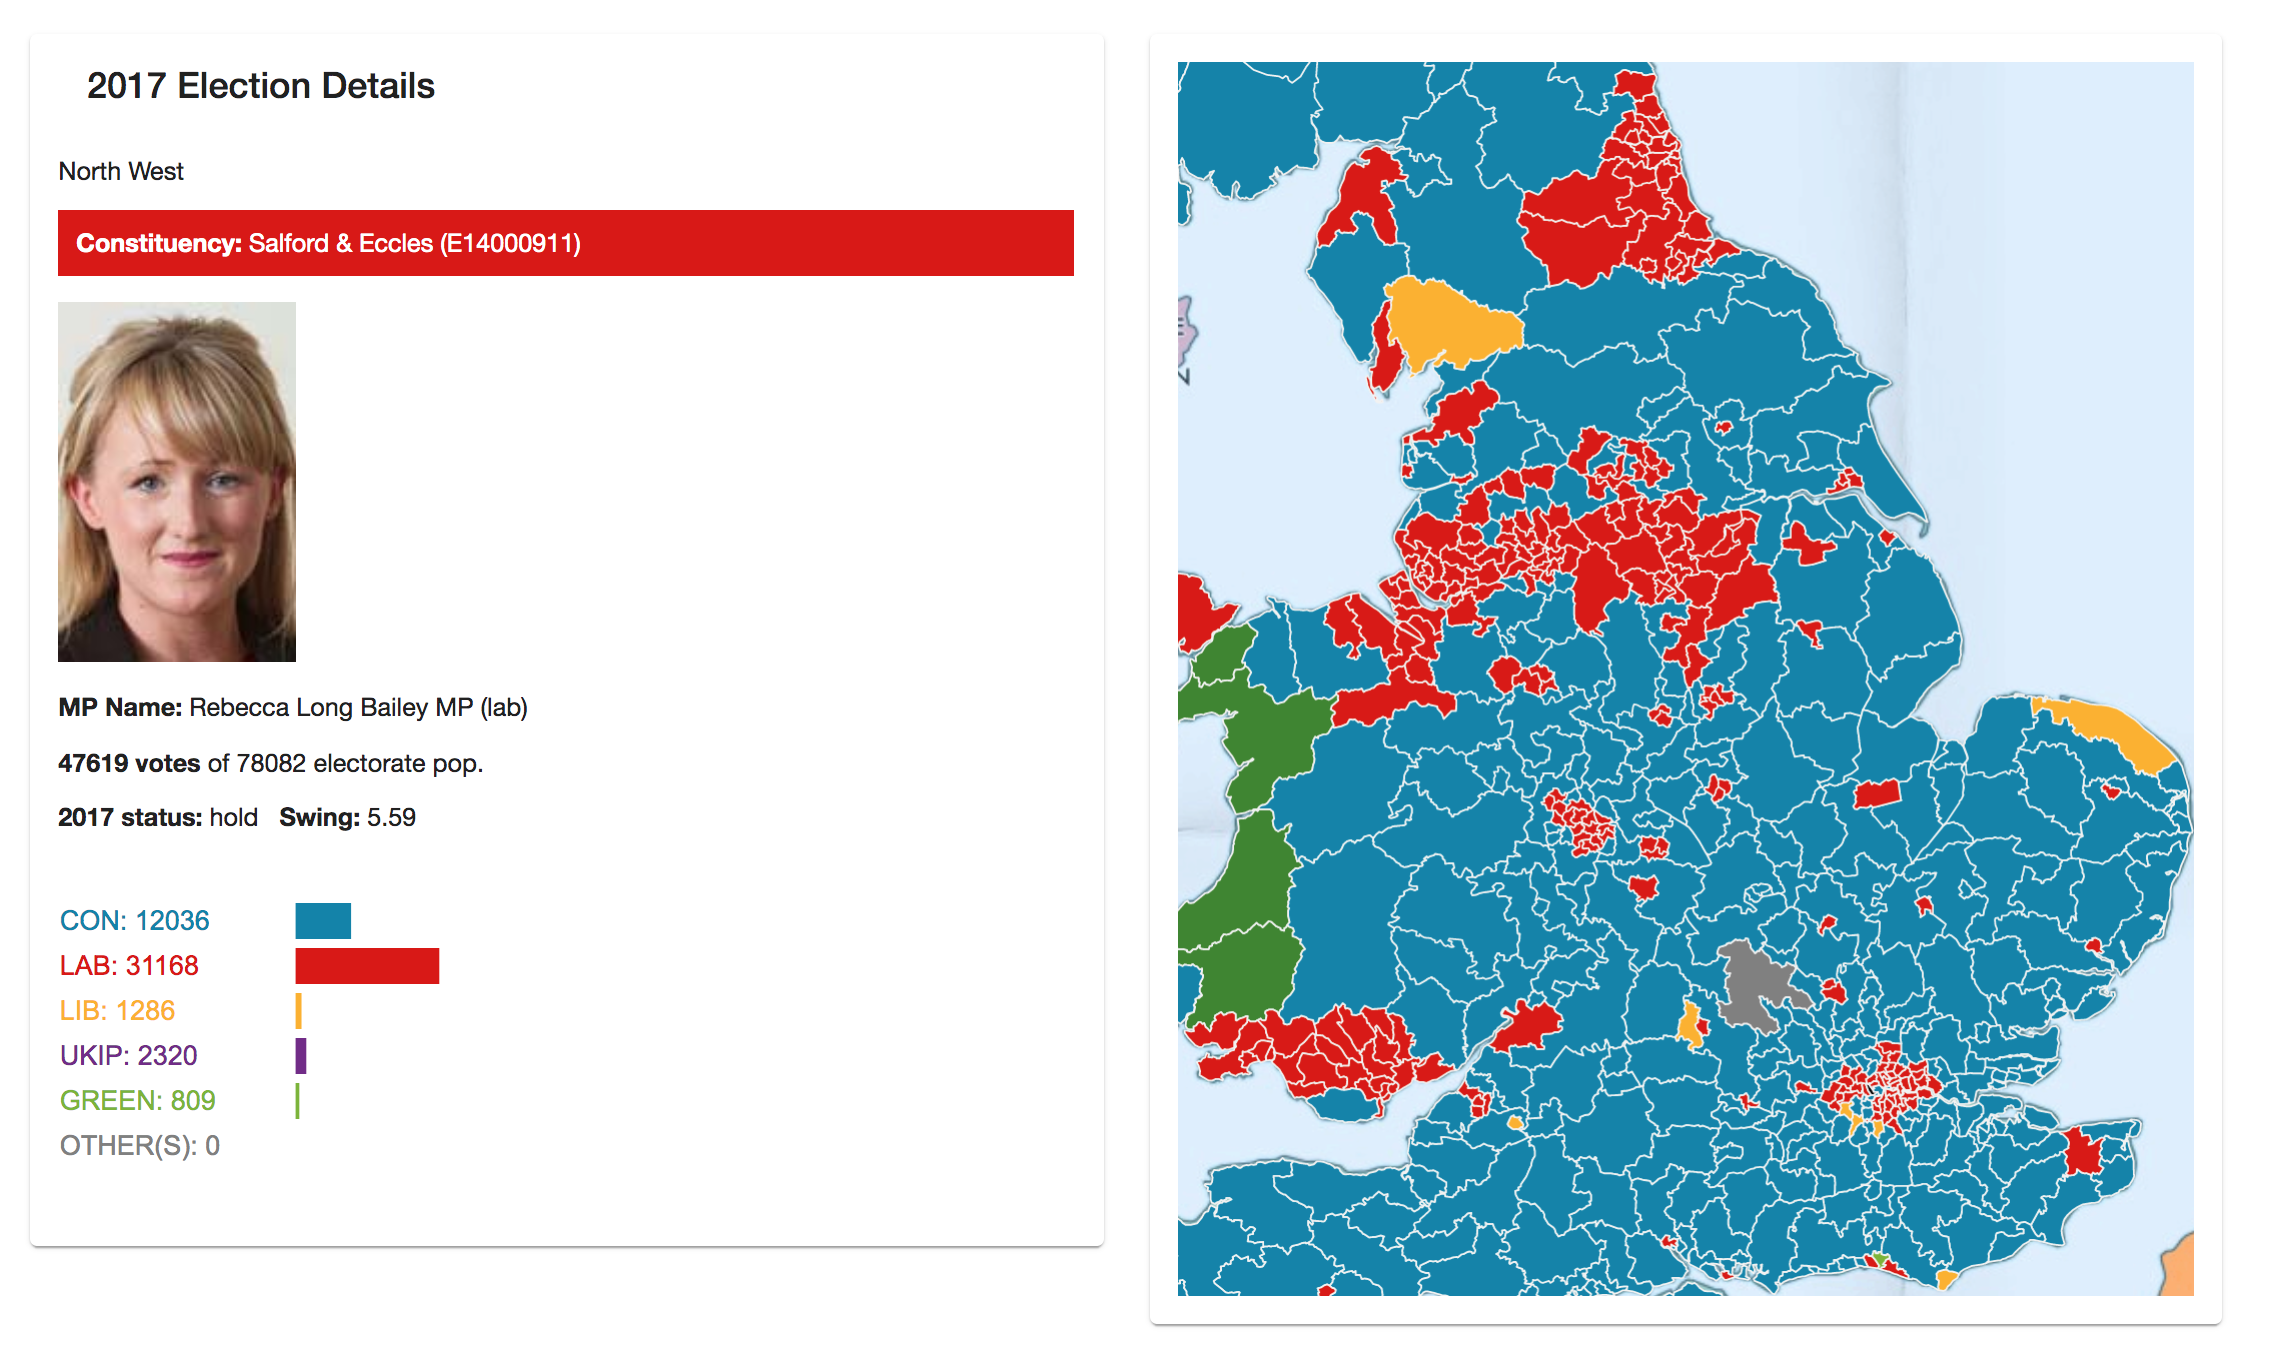 2017 Election Details
North West
Constituency: Salford & Eccles (E14000911)
MP Name: Rebecca Long Bailey MP (lab)
47619 votes of 78082 electorate pop.
2017 status: hold Swing: 5.59
CON: 12036
LAB: 31168
LIB: 1286
UKIP: 2320
GREEN: 809
OTHER(S): 0